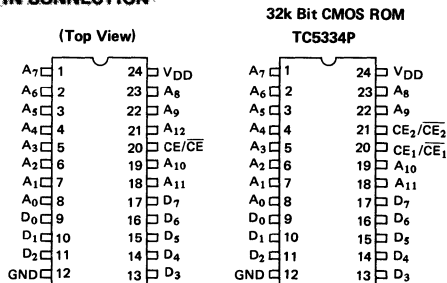 IN CONNECTION
32k Bit CMOS ROM
(Top View)
TC5334P
A7 1 24 VDD
A6 2 23 A8
A5 3 22 A9
A4 4 21 A12
A3 5 20 CE/C̅E̅
A2 6 19 A10
A1 7 18 A11
A0 8 17 D7
D0 9 16 D6
D1 10 15 D5
D2 11 14 D4
GND 12 13 D3
A7 1 24 VDD
A6 2 23 A8
A5 3 22 A9
A4 4 21 CE2/C̅E̅2
A3 5 20 CE1/C̅E̅1
A2 6 19 A10
A1 7 18 A11
A0 8 17 D7
D0 9 16 D6
D1 10 15 D5
D2 11 14 D4
GND 12 13 D3